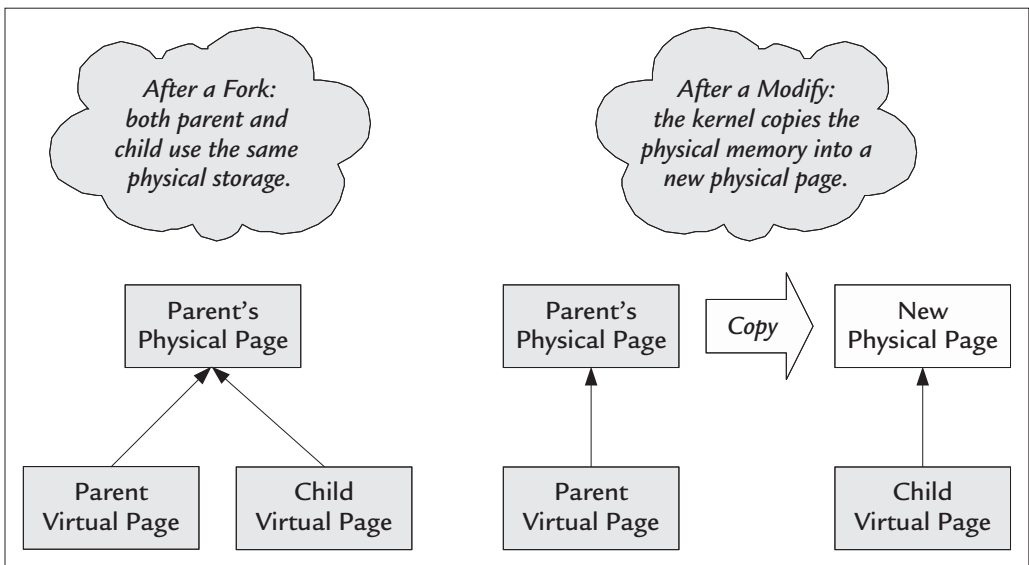 After a Fork:
both parent and
child use the same
physical storage.
After a Modify:
the kernel copies the
physical memory into a
new physical page.
Parent's
Physical Page
Parent
Virtual Page
Child
Virtual Page
Parent's
Physical Page
Copy
New
Physical Page
Parent
Virtual Page
Child
Virtual Page